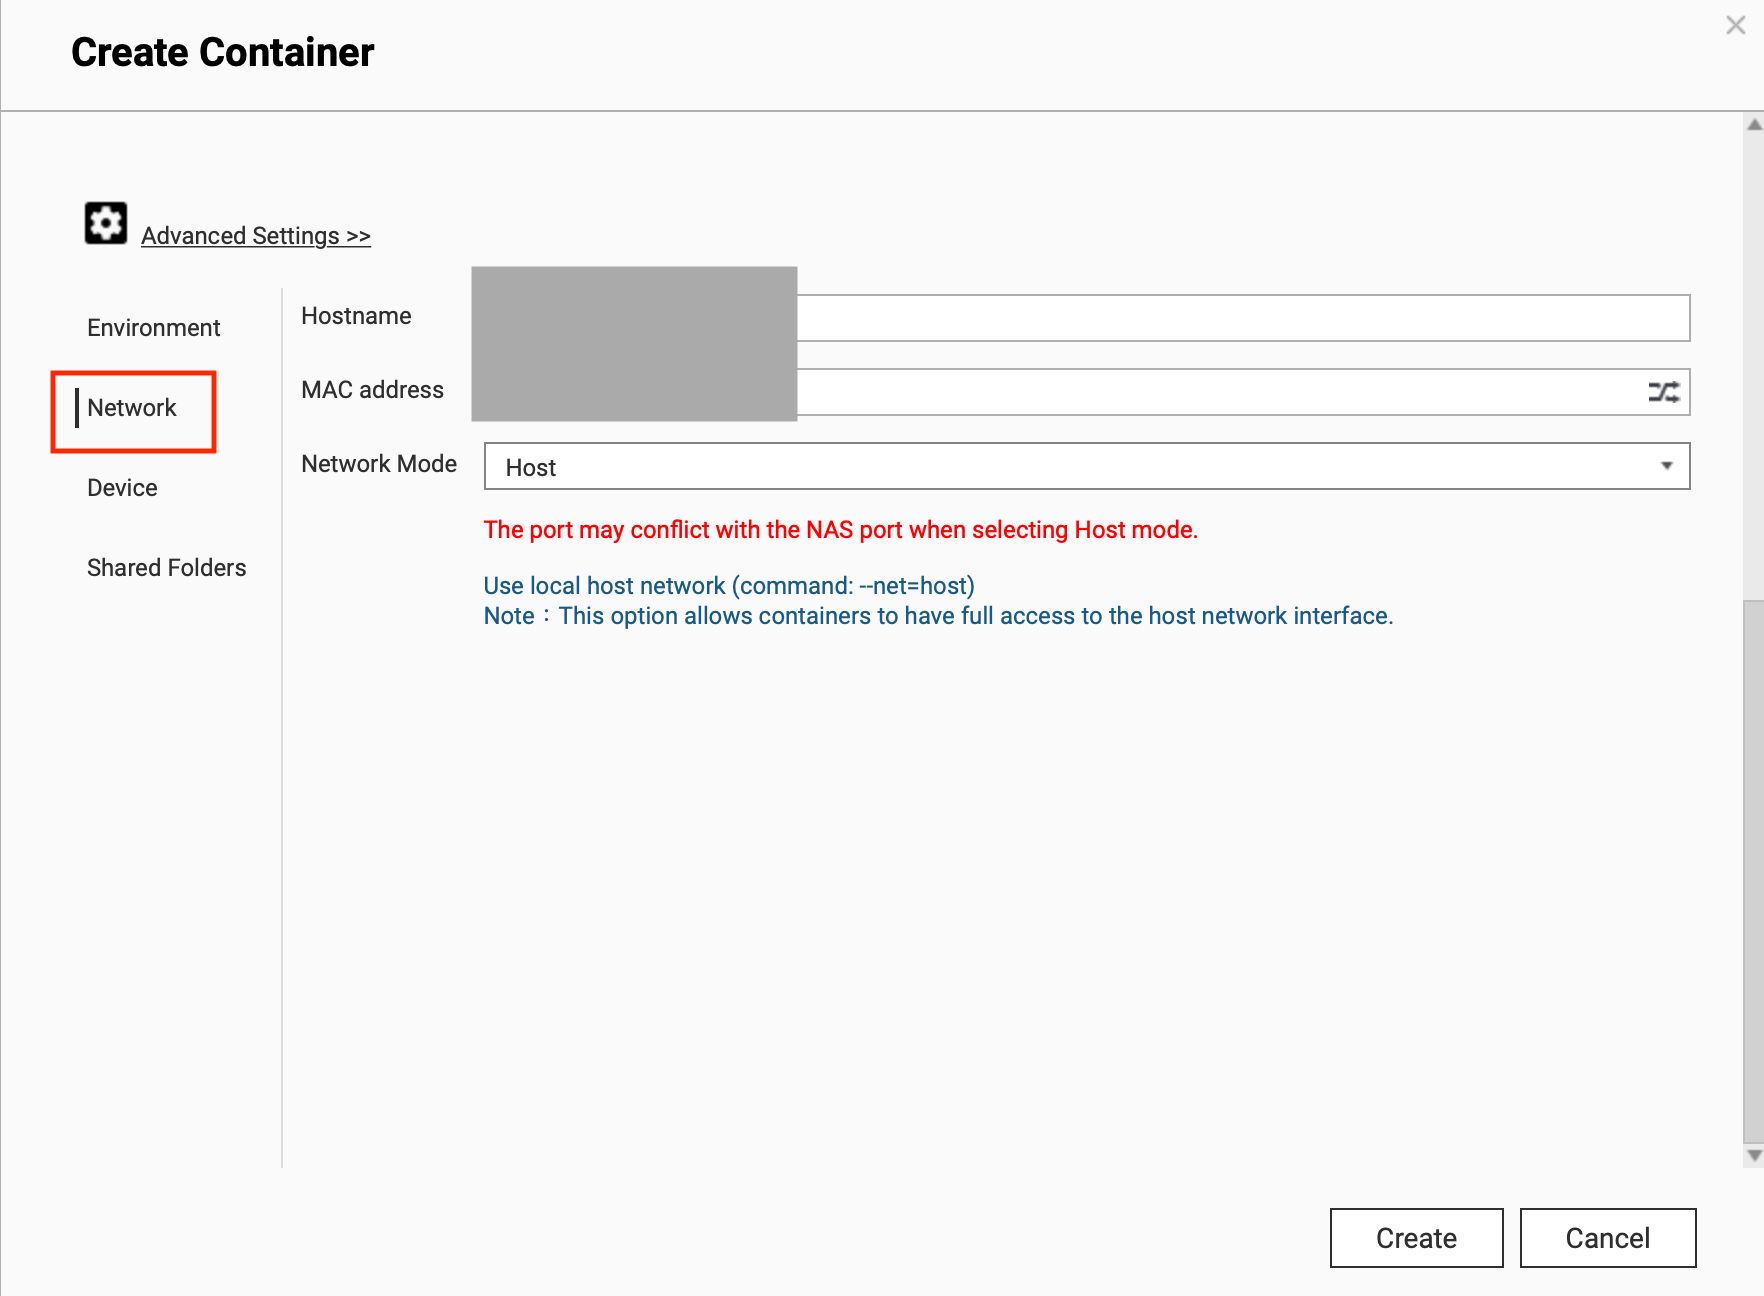 Create Container
Advanced Settings >>
Environment
Network
Device
Shared Folders
Hostname
MAC address
Network Mode
Host
The port may conflict with the NAS port when selecting Host mode.
Use local host network (command: --net=host)
Note：This option allows containers to have full access to the host network interface.
Create
Cancel